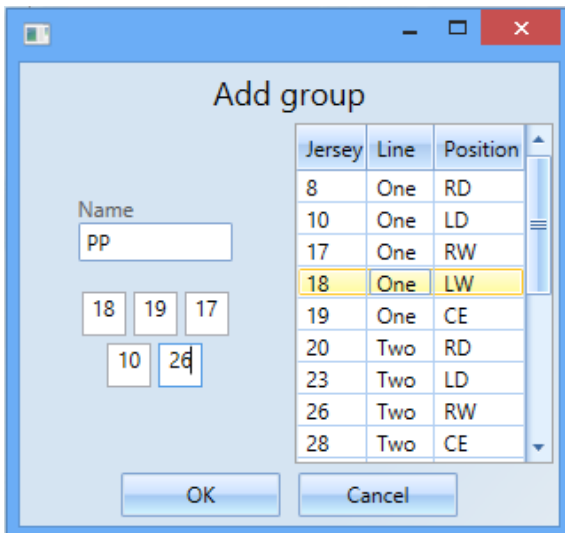 Add group
Name
PP
18 19 17
10 26
Jersey Line Position
8 One RD
10 One LD
17 One RW
18 One LW
19 One CE
20 Two RD
23 Two LD
26 Two RW
28 Two CE
OK Cancel